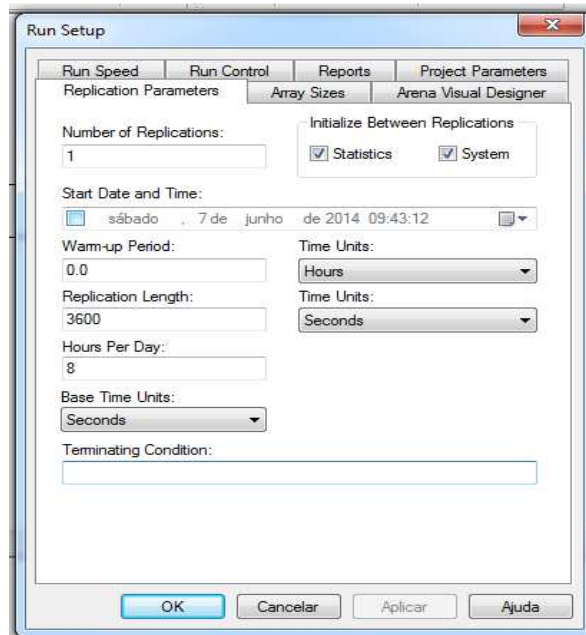 Run Setup
Run Speed Run Control Reports Project Parameters
Replication Parameters Array Sizes Arena Visual Designer
Number of Replications:
1
Initialize Between Replications
Statistics System
Start Date and Time:
sábado , 7 de junho de 2014 09:43:12
Warm-up Period: Time Units:
0.0 Hours
Replication Length: Time Units:
3600 Seconds
Hours Per Day:
8
Base Time Units:
Seconds
Terminating Condition:
OK Cancelar Aplicar Ajuda